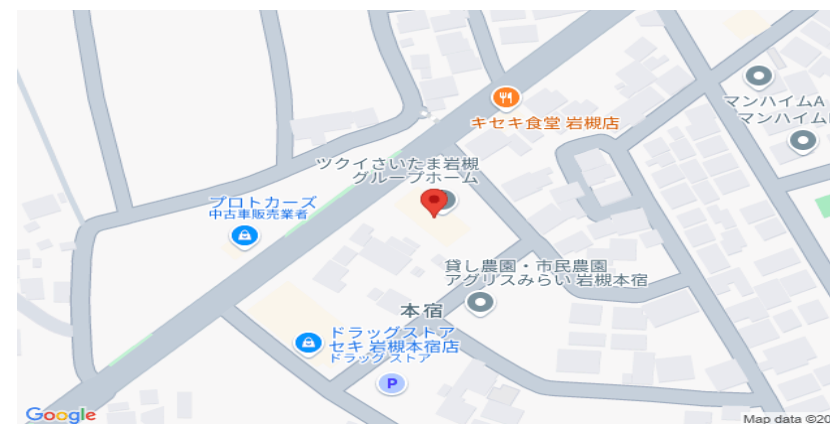 キセキ食堂 岩槻店
マンハイムA
マンハイム
ツクイさいたま岩槻
グループホーム
プロトカーズ
中古車販売業者
貸し農園・市民農園
アグリスみらい 岩槻本宿
本宿
ドラッグストア
セキ 岩槻本宿店
ドラッグ ストア
P
Google
Map data ©20